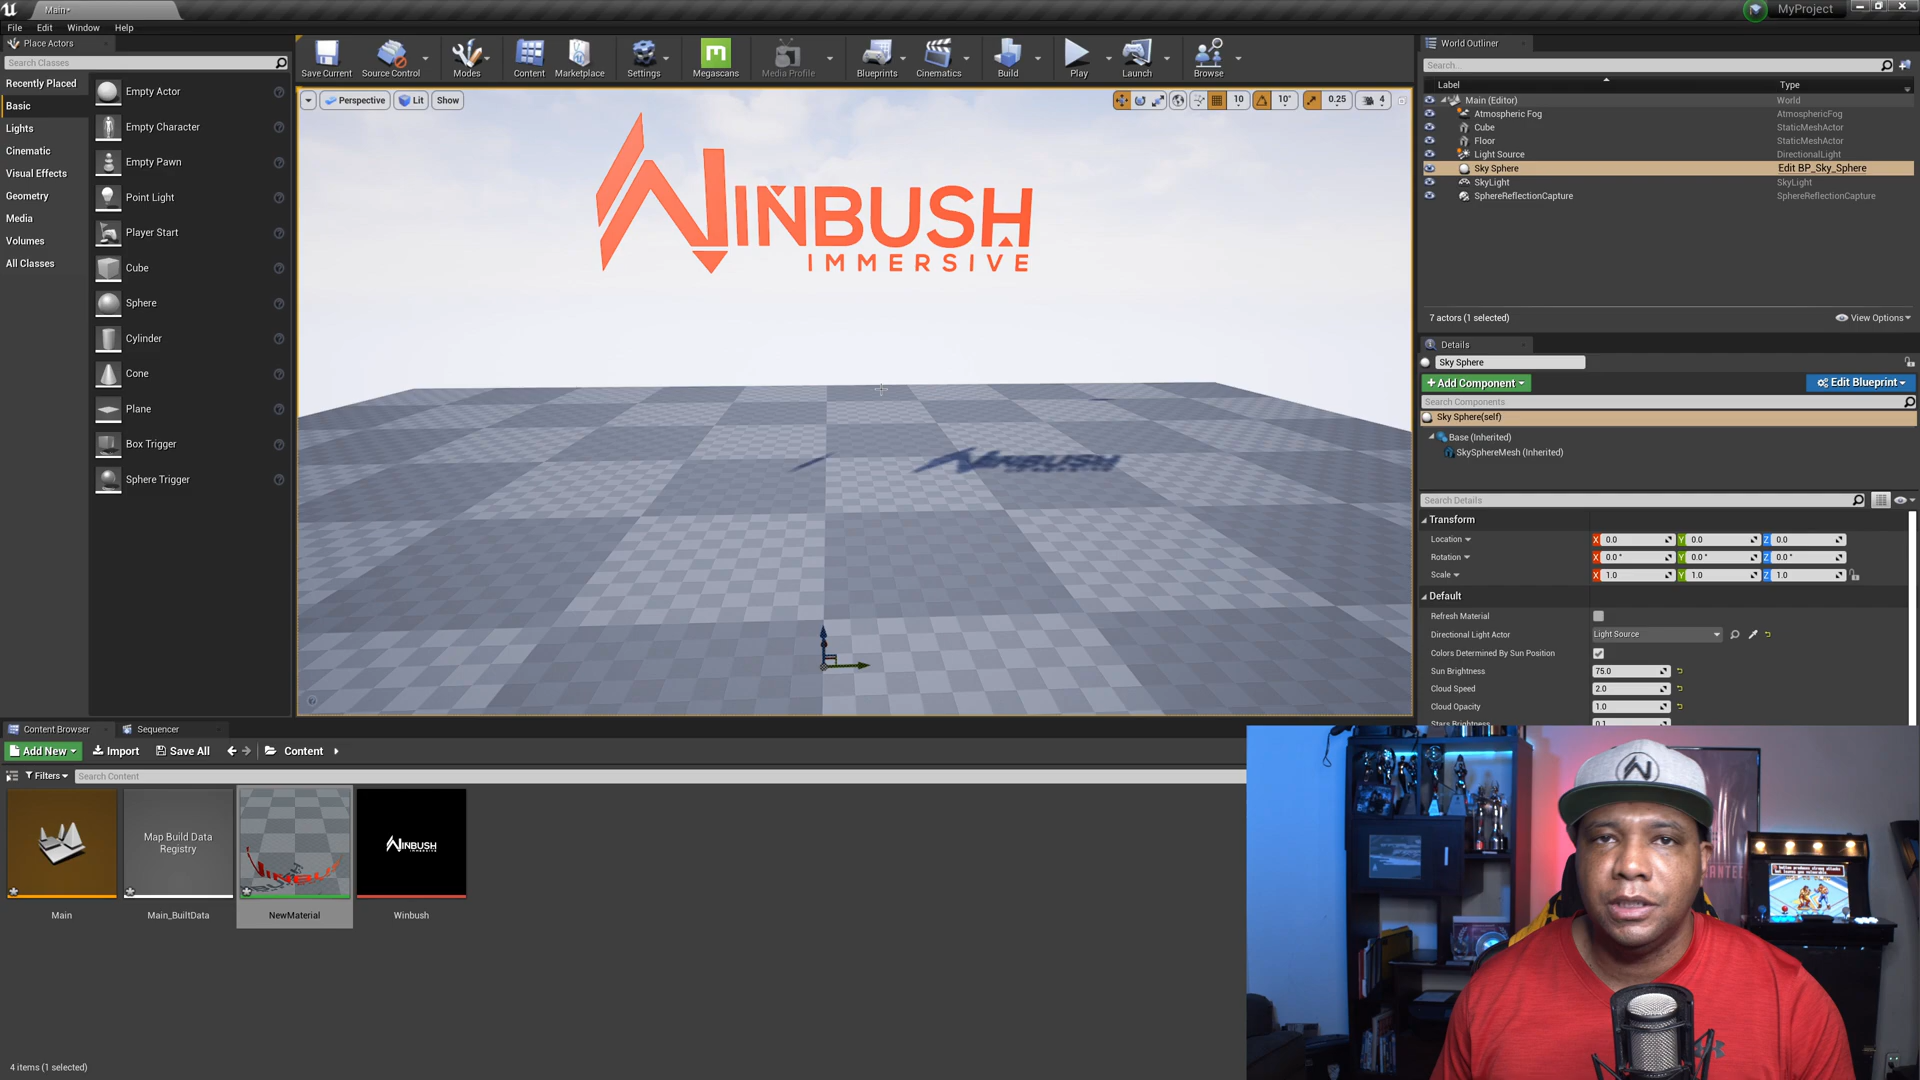 Main*
MyProject
File Edit Window Help
Place Actors
Search Classes
Recently Placed
Basic
Lights
Cinematic
Visual Effects
Geometry
Media
Volumes
All Classes
Empty Actor
Empty Character
Empty Pawn
Point Light
Player Start
Cube
Sphere
Cylinder
Cone
Plane
Box Trigger
Sphere Trigger
Save Current
Source Control
Modes
Content
Marketplace
Settings
Megascans
Media Profile
Blueprints
Cinematics
Build
Play
Launch
Browse
Perspective Lit Show
10 10° 0.25 4
WINBUSH
IMMERSIVE
WINBUSH
World Outliner
Search...
Label Type
Main (Editor) World
Atmospheric Fog AtmosphericFog
Cube StaticMeshActor
Floor StaticMeshActor
Light Source DirectionalLight
Sky Sphere Edit BP_Sky_Sphere
SkyLight SkyLight
SphereReflectionCapture SphereReflectionCapture
7 actors (1 selected) View Options
Details
Sky Sphere
+ Add Component Edit Blueprint
Search Components
Sky Sphere(self)
Base (Inherited)
SkySphereMesh (Inherited)
Search Details
Transform
Location X 0.0 Y 0.0 Z 0.0
Rotation X 0.0° Y 0.0° Z 0.0°
Scale X 1.0 Y 1.0 Z 1.0
Default
Refresh Material
Directional Light Actor Light Source
Colors Determined By Sun Position
Sun Brightness 75.0
Cloud Speed 2.0
Cloud Opacity 1.0
Stars Brightness 0.1
Content Browser Sequencer
Add New Import Save All Content
Filters Search Content
Map Build Data
Registry
WINBUSH
IMMERSIVE
Main Main_BuiltData NewMaterial Winbush
4 items (1 selected)